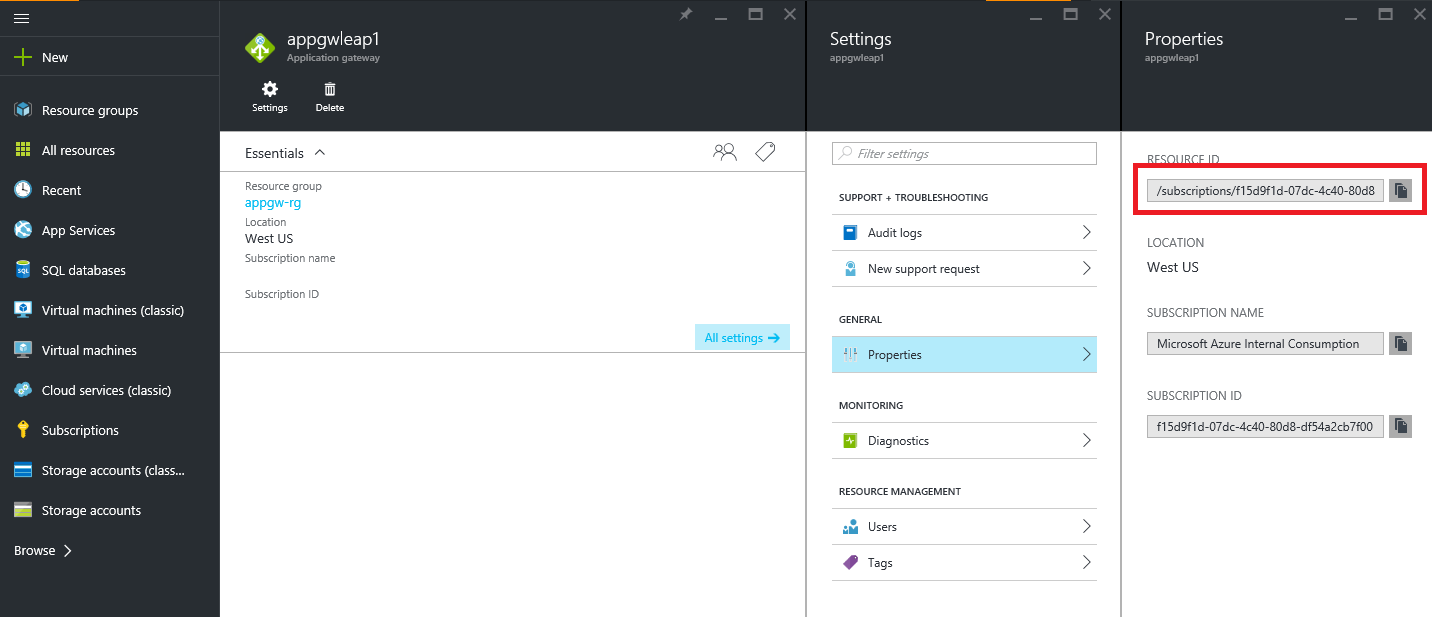 New
Resource groups
All resources
Recent
App Services
SQL databases
Virtual machines (classic)
Virtual machines
Cloud services (classic)
Subscriptions
Storage accounts (class...
Storage accounts
Browse
appgwleap1
Application gateway
Settings
Delete
Essentials
Resource group
appgw-rg
Location
West US
Subscription name
Subscription ID
All settings
Settings
appgwleap1
Filter settings
SUPPORT + TROUBLESHOOTING
Audit logs
New support request
GENERAL
Properties
MONITORING
Diagnostics
RESOURCE MANAGEMENT
Users
Tags
Properties
appgwleap1
RESOURCE ID
/subscriptions/f15d9f1d-07dc-4c40-80d8
LOCATION
West US
SUBSCRIPTION NAME
Microsoft Azure Internal Consumption
SUBSCRIPTION ID
f15d9f1d-07dc-4c40-80d8-df54a2cb7f00